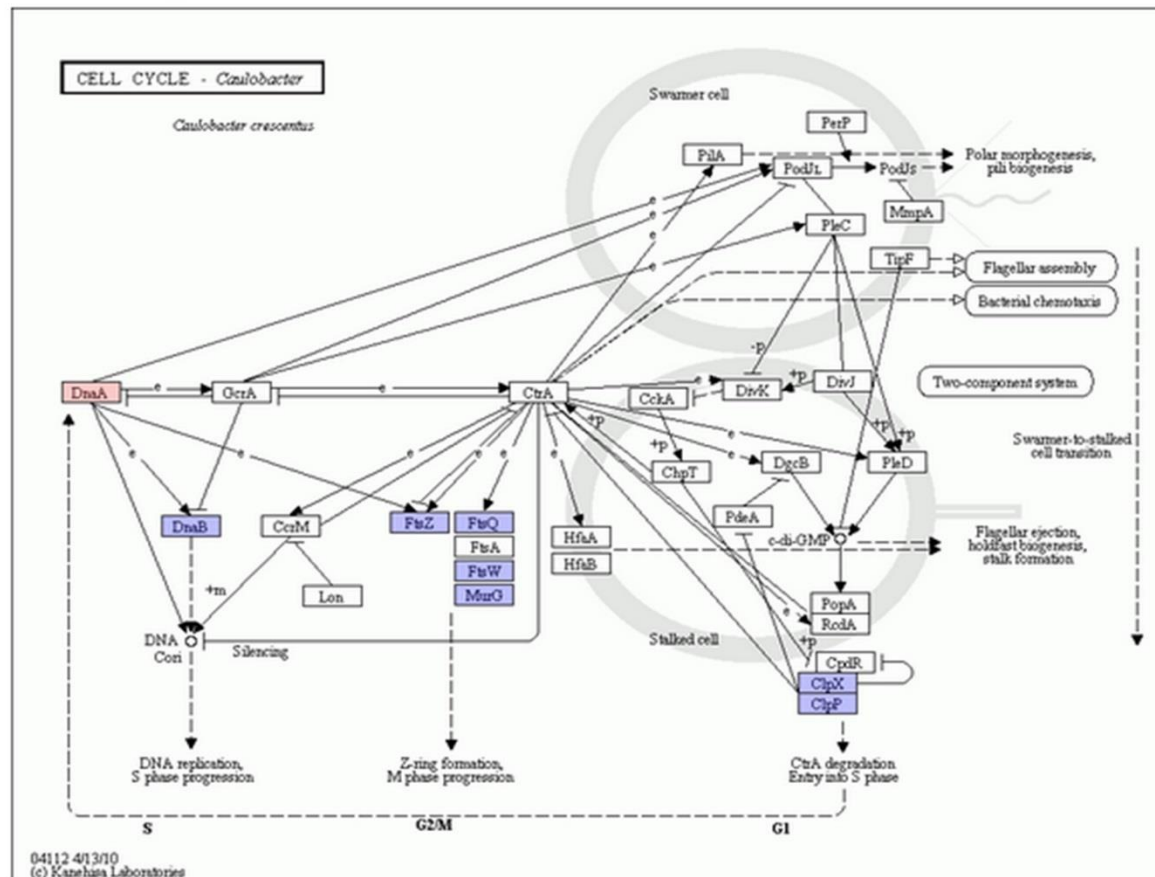 CELL CYCLE - Caulobacter
Caulobacter crescentus
Swarmer cell
PerP
PilA
PodJL
PodJs
Polar morphogenesis,
pili biogenesis
MmpA
PleC
TipF
Flagellar assembly
Bacterial chemotaxis
e
e
e
e
-p
DnaA
e
GcrA
e
CtrA
e
DivK
+p
DivJ
Two-component system
CckA
+p
+p
e
+p
+p
Swarmer-to-stalked
cell transition
e
e
e
e
e
e
e
e
ChpT
DgcB
PleD
DnaB
CcrM
FtsZ
FtsQ
FtsA
FtsW
MurG
HfaA
HfaB
PdeA
c-di-GMP
Flagellar ejection,
holdfast biogenesis,
stalk formation
+m
Lon
e
PopA
RcdA
DNA
Cori
Silencing
Stalked cell
+p
CpdR
ClpX
ClpP
DNA replication,
S phase progression
Z-ring formation,
M phase progression
CtrA degradation
Entry into S phase
S
G2/M
G1
04112 4/13/10
(c) Kanehisa Laboratories